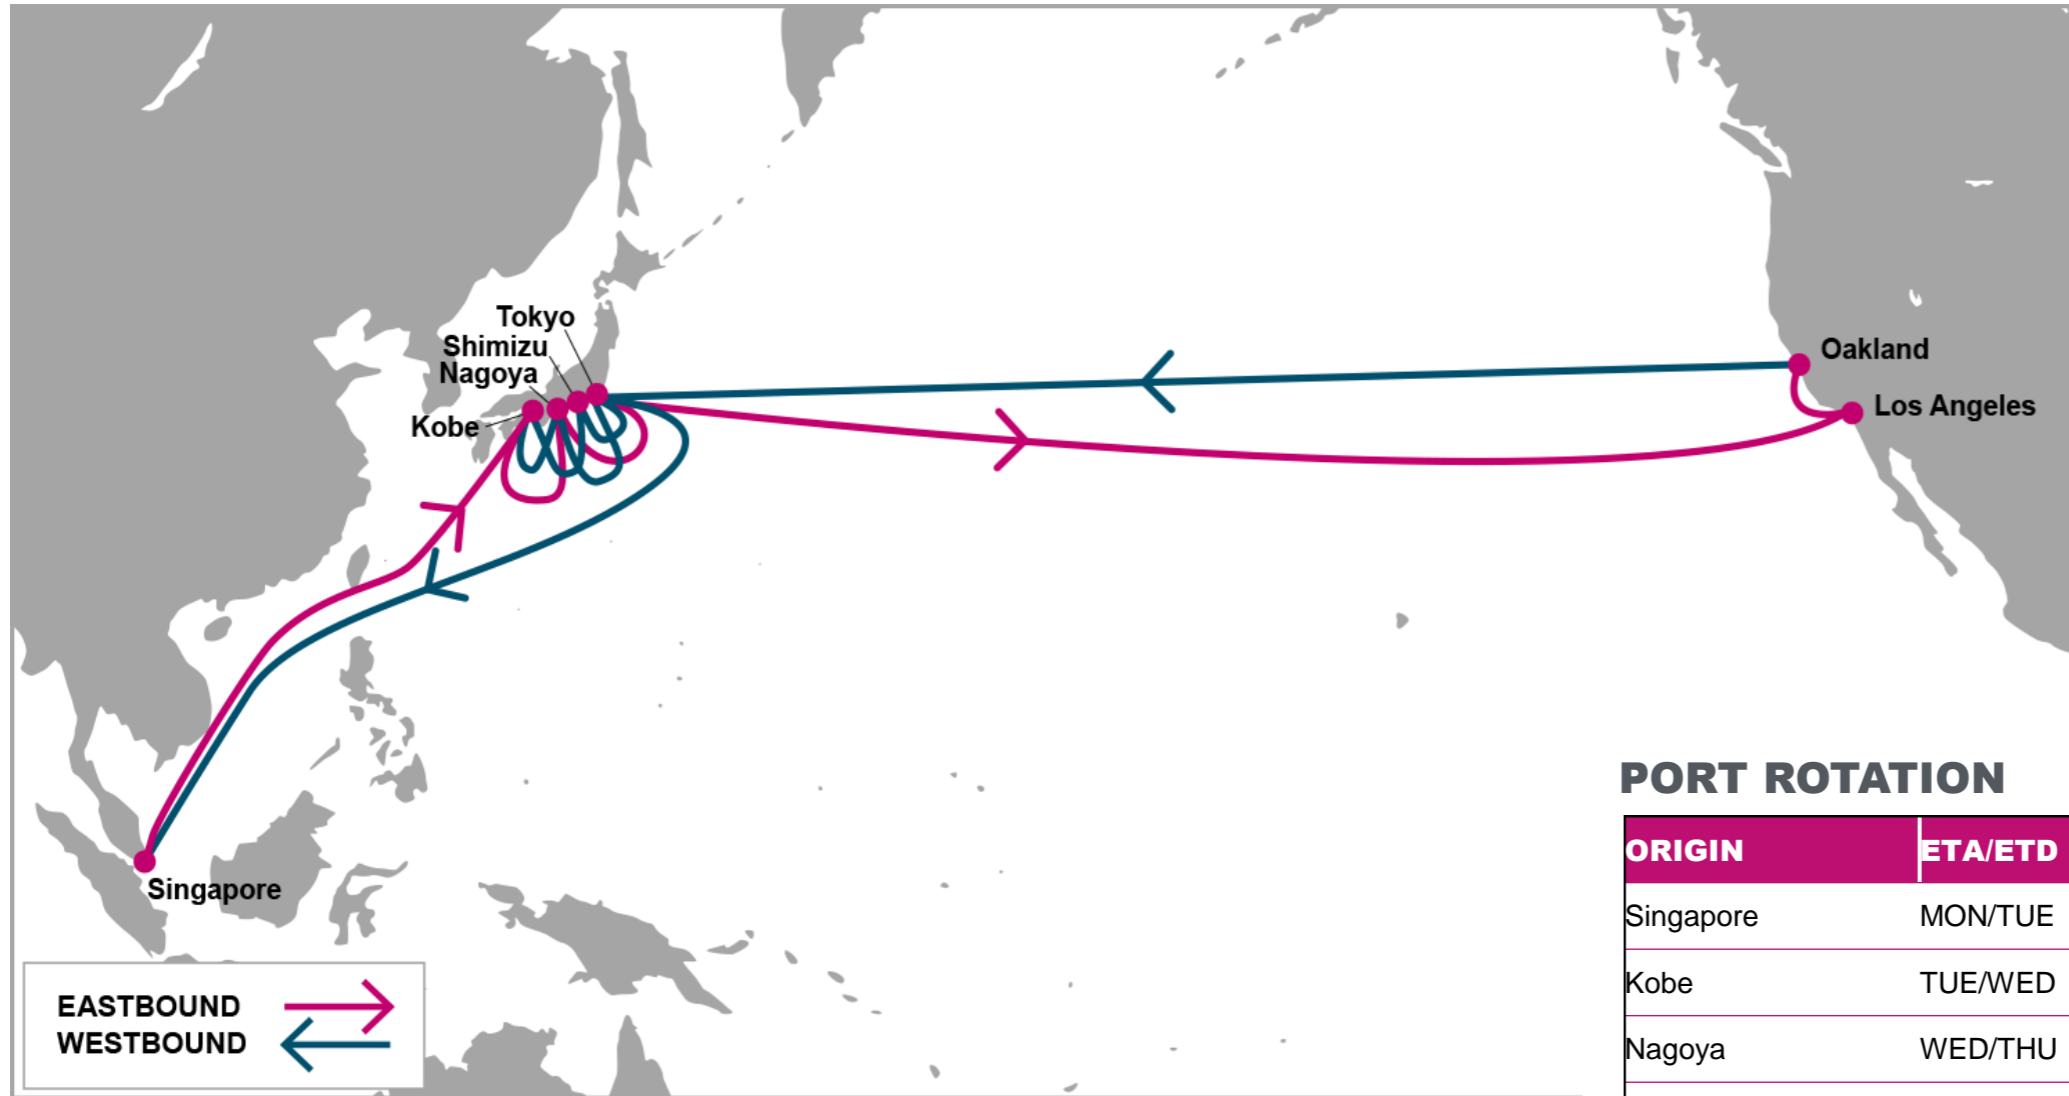 Tokyo
Shimizu
Nagoya
Kobe
Oakland
Los Angeles
Singapore
EASTBOUND
WESTBOUND
PORT ROTATION
ORIGIN ETA/ETD
Singapore MON/TUE
Kobe TUE/WED
Nagoya WED/THU